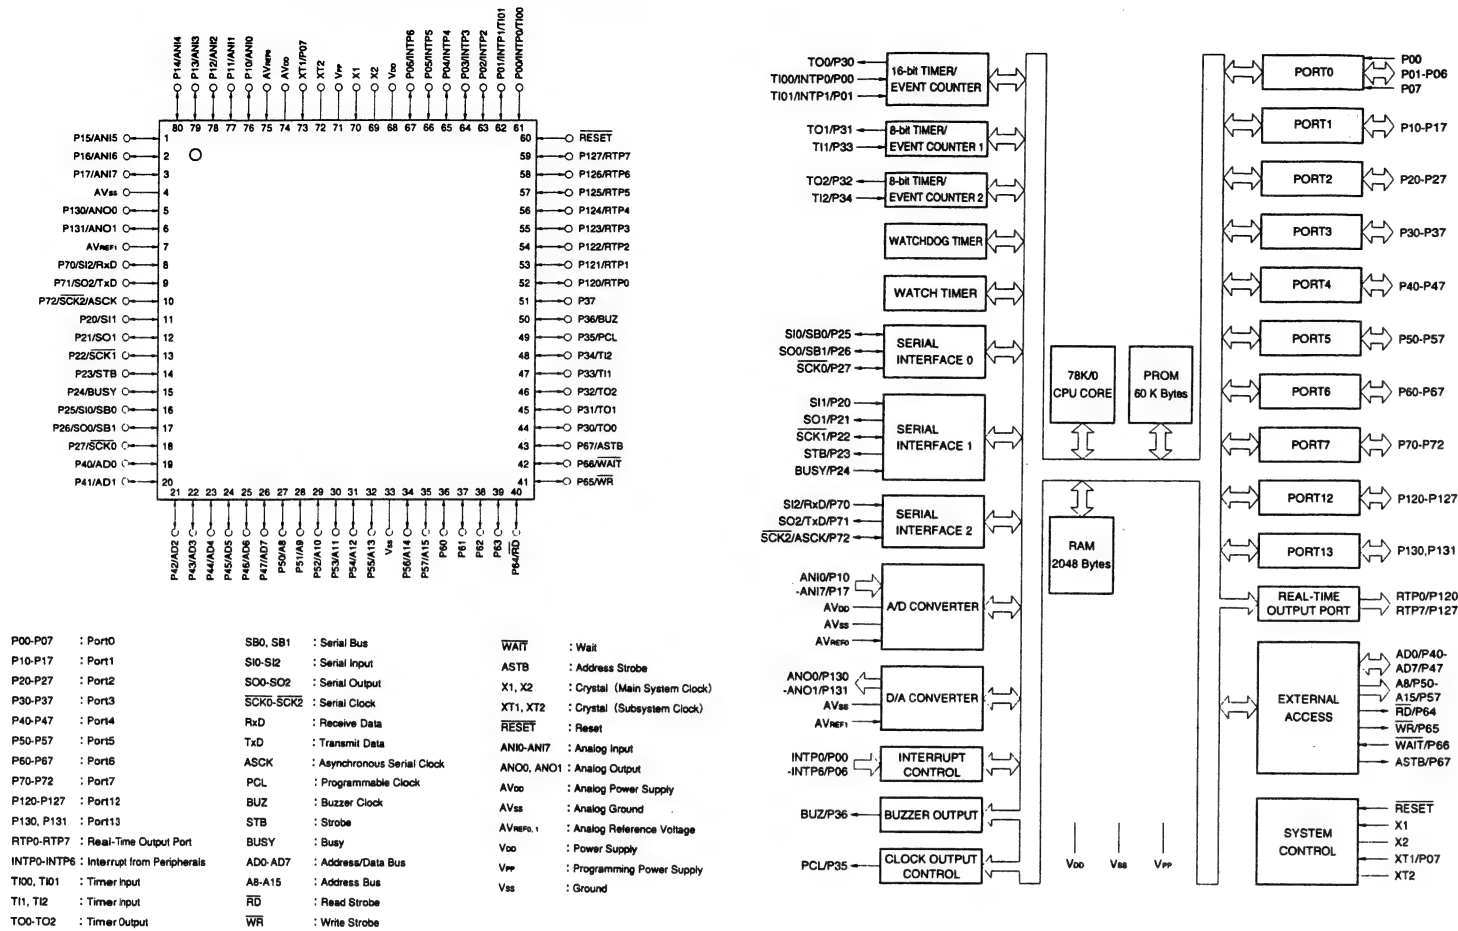 P14/ANI4
P13/ANI3
P12/ANI2
P11/ANI1
P10/ANI0
AVREF0
AVDD
XT1/P07
XT2
VPP
X1
X2
VDD
P06/INTP6
P05/INTP5
P04/INTP4
P03/INTP3
P02/INTP2
P01/INTP1/TI01
P00/INTP0/TI00
80 79 78 77 76 75 74 73 72 71 70 69 68 67 66 65 64 63 62 61
P15/ANI5 1
P16/ANI6 2
P17/ANI7 3
AVss 4
P130/ANO0 5
P131/ANO1 6
AVREF1 7
P70/SI2/RxD 8
P71/SO2/TxD 9
P72/SCK2/ASCK 10
P20/SI1 11
P21/SO1 12
P22/SCK1 13
P23/STB 14
P24/BUSY 15
P25/SI0/SB0 16
P26/SO0/SB1 17
P27/SCK0 18
P40/AD0 19
P41/AD1 20
60 RESET
59 P127/RTP7
58 P126/RTP6
57 P125/RTP5
56 P124/RTP4
55 P123/RTP3
54 P122/RTP2
53 P121/RTP1
52 P120/RTP0
51 P37
50 P36/BUZ
49 P35/PCL
48 P34/TI2
47 P33/TI1
46 P32/TO2
45 P31/TO1
44 P30/TO0
43 P67/ASTB
42 P66/WAIT
41 P65/WR
21 22 23 24 25 26 27 28 29 30 31 32 33 34 35 36 37 38 39 40
P42/AD2
P43/AD3
P44/AD4
P45/AD5
P46/AD6
P47/AD7
P50/A8
P51/A9
P52/A10
P53/A11
P54/A12
P55/A13
Vss
P56/A14
P57/A15
P60
P61
P62
P63
P64/RD
P00-P07 : Port0
P10-P17 : Port1
P20-P27 : Port2
P30-P37 : Port3
P40-P47 : Port4
P50-P57 : Port5
P60-P67 : Port6
P70-P72 : Port7
P120-P127 : Port12
P130, P131 : Port13
RTP0-RTP7 : Real-Time Output Port
INTP0-INTP6 : Interrupt from Peripherals
TI00, TI01 : Timer Input
TI1, TI2 : Timer Input
TO0-TO2 : Timer Output
SB0, SB1 : Serial Bus
SI0-SI2 : Serial Input
SO0-SO2 : Serial Output
SCK0-SCK2 : Serial Clock
RxD : Receive Data
TxD : Transmit Data
ASCK : Asynchronous Serial Clock
PCL : Programmable Clock
BUZ : Buzzer Clock
STB : Strobe
BUSY : Busy
AD0-AD7 : Address/Data Bus
A8-A15 : Address Bus
RD : Read Strobe
WR : Write Strobe
WAIT : Wait
ASTB : Address Strobe
X1, X2 : Crystal (Main System Clock)
XT1, XT2 : Crystal (Subsystem Clock)
RESET : Reset
ANI0-ANI7 : Analog Input
ANO0, ANO1 : Analog Output
AVDD : Analog Power Supply
AVss : Analog Ground
AVREF0, 1 : Analog Reference Voltage
VDD : Power Supply
VPP : Programming Power Supply
Vss : Ground
TO0/P30
TI00/INTP0/P00
TI01/INTP1/P01
16-bit TIMER/
EVENT COUNTER
TO1/P31
TI1/P33
8-bit TIMER/
EVENT COUNTER 1
TO2/P32
TI2/P34
8-bit TIMER/
EVENT COUNTER 2
WATCHDOG TIMER
WATCH TIMER
SI0/SB0/P25
SO0/SB1/P26
SCK0/P27
SERIAL
INTERFACE 0
SI1/P20
SO1/P21
SCK1/P22
STB/P23
BUSY/P24
SERIAL
INTERFACE 1
SI2/RxD/P70
SO2/TxD/P71
SCK2/ASCK/P72
SERIAL
INTERFACE 2
ANI0/P10
-ANI7/P17
AVDD
AVss
AVREF0
A/D CONVERTER
ANO0/P130
-ANO1/P131
AVss
AVREF1
D/A CONVERTER
INTP0/P00
-INTP6/P06
INTERRUPT
CONTROL
BUZ/P36
BUZZER OUTPUT
PCL/P35
CLOCK OUTPUT
CONTROL
78K/0
CPU CORE
PROM
60 K Bytes
RAM
2048 Bytes
VDD Vss VPP
PORT0
P00
P01-P06
P07
PORT1 P10-P17
PORT2 P20-P27
PORT3 P30-P37
PORT4 P40-P47
PORT5 P50-P57
PORT6 P60-P67
PORT7 P70-P72
PORT12 P120-P127
PORT13 P130,P131
REAL-TIME
OUTPUT PORT
RTP0/P120
RTP7/P127
EXTERNAL
ACCESS
AD0/P40-
AD7/P47
A8/P50-
A15/P57
RD/P64
WR/P65
WAIT/P66
ASTB/P67
SYSTEM
CONTROL
RESET
X1
X2
XT1/P07
XT2